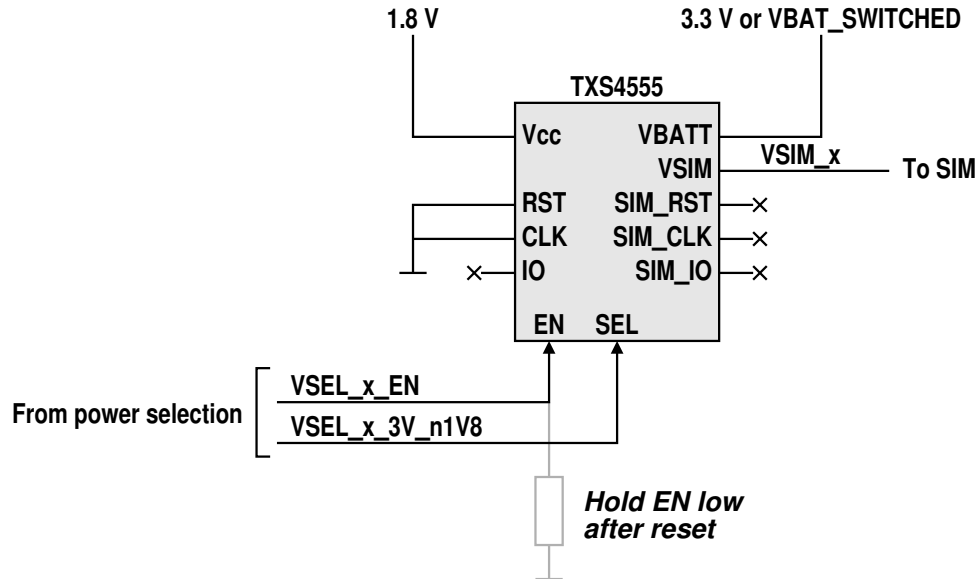 1.8 V
3.3 V or VBAT_SWITCHED
TXS4555
Vcc
VBATT
VSIM
VSIM_x
To SIM
RST
SIM_RST
CLK
SIM_CLK
IO
SIM_IO
EN
SEL
From power selection
VSEL_x_EN
VSEL_x_3V_n1V8
Hold EN low
after reset